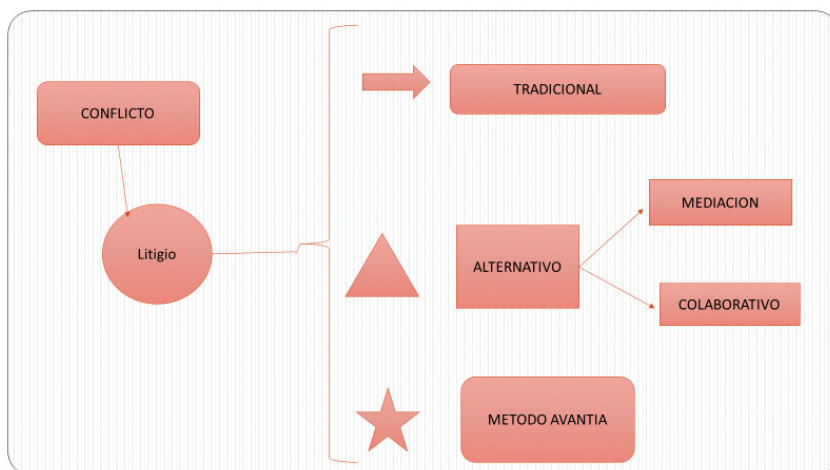 CONFLICTO
Litigio
TRADICIONAL
ALTERNATIVO
MEDIACION
COLABORATIVO
METODO AVANTIA